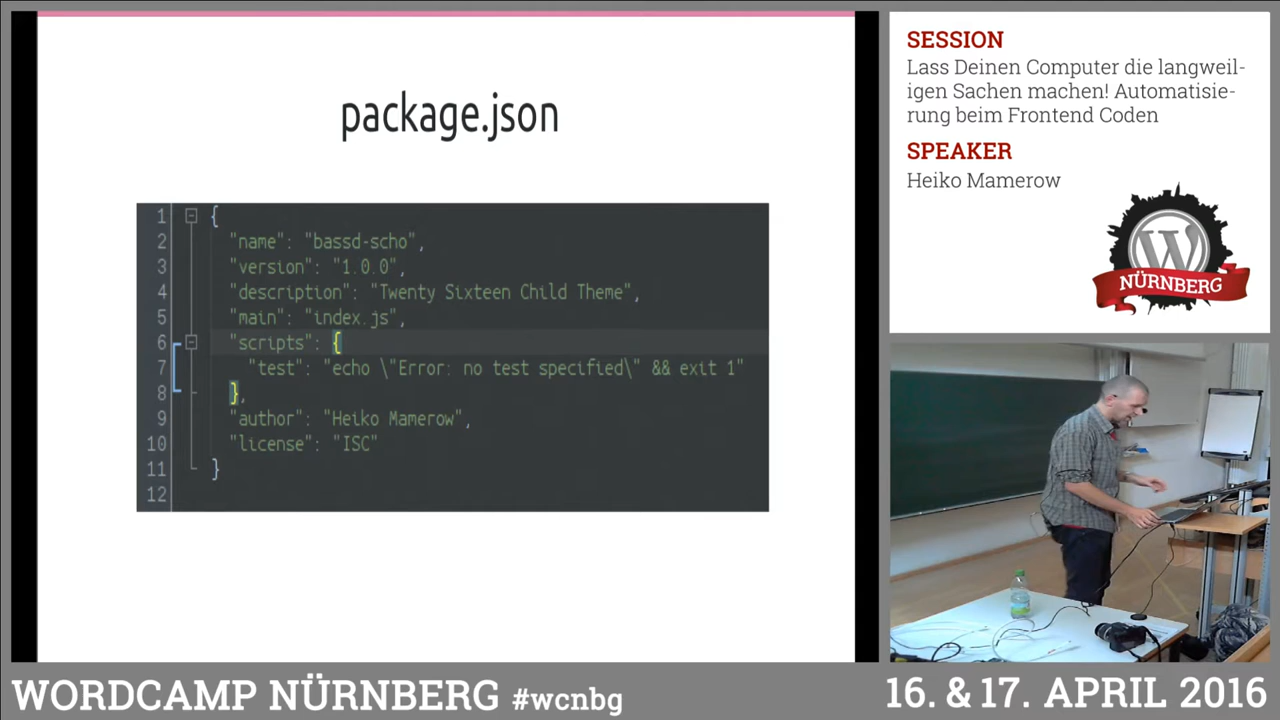 package.json
1 {
2 "name": "bassd-scho",
3 "version": "1.0.0",
4 "description": "Twenty Sixteen Child Theme",
5 "main": "index.js",
6 "scripts": {
7 "test": "echo \"Error: no test specified\" && exit 1"
8 },
9 "author": "Heiko Mamerow",
10 "license": "ISC"
11 }
12
SESSION
Lass Deinen Computer die langweil-
igen Sachen machen! Automatisie-
rung beim Frontend Coden
SPEAKER
Heiko Mamerow
W
NÜRNBERG
WORDCAMP NÜRNBERG #wcnbg
16. & 17. APRIL 2016